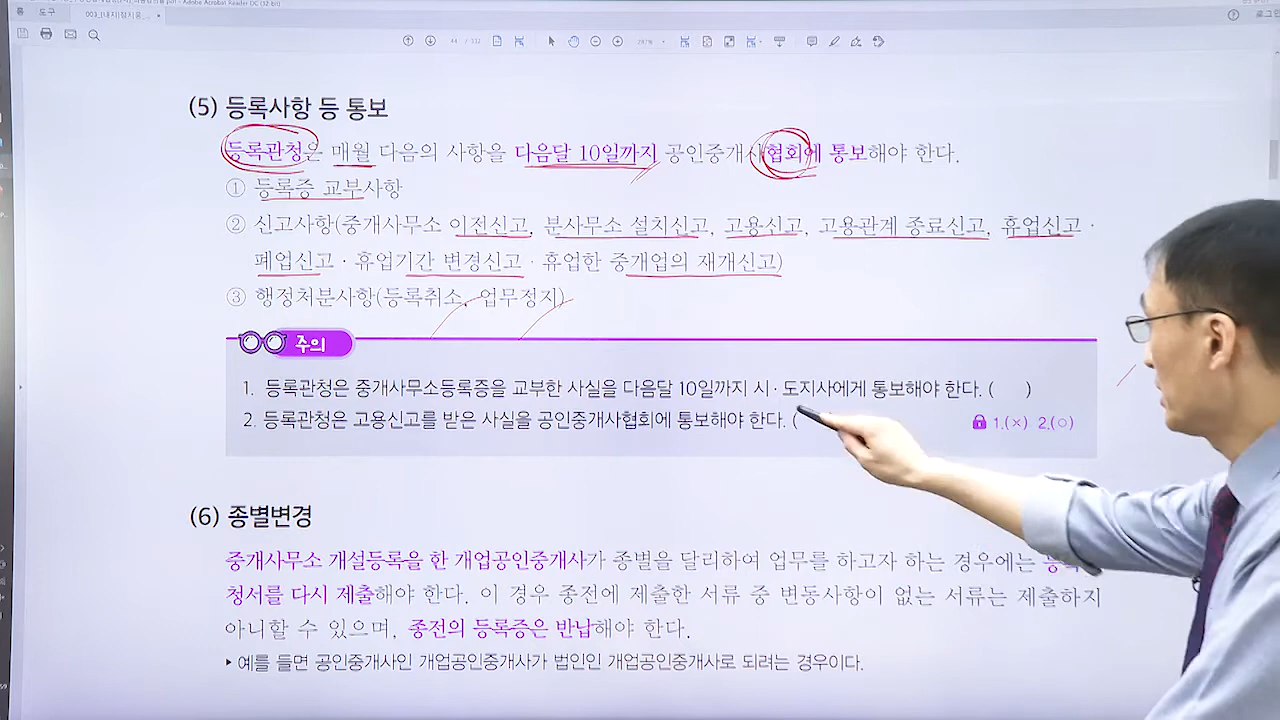 Adobe Acrobat Reader DC (32-bit)
홈 도구
44 / 132
(5) 등록사항 등 통보
등록관청은 매월 다음의 사항을 다음달 10일까지 공인중개사협회에 통보해야 한다.
① 등록증 교부사항
② 신고사항(중개사무소 이전신고, 분사무소 설치신고, 고용신고, 고용관계 종료신고, 휴업신고 ·
폐업신고 · 휴업기간 변경신고 · 휴업한 중개업의 재개신고)
③ 행정처분사항(등록취소, 업무정지)
주의
1. 등록관청은 중개사무소등록증을 교부한 사실을 다음달 10일까지 시 · 도지사에게 통보해야 한다. ( )
2. 등록관청은 고용신고를 받은 사실을 공인중개사협회에 통보해야 한다. (
1.(×) 2.(○)
(6) 종별변경
중개사무소 개설등록을 한 개업공인중개사가 종별을 달리하여 업무를 하고자 하는 경우에는
청서를 다시 제출해야 한다. 이 경우 종전에 제출한 서류 중 변동사항이 없는 서류는 제출하지
아니할 수 있으며, 종전의 등록증은 반납해야 한다.
▸ 예를 들면 공인중개사인 개업공인중개사가 법인인 개업공인중개사로 되려는 경우이다.